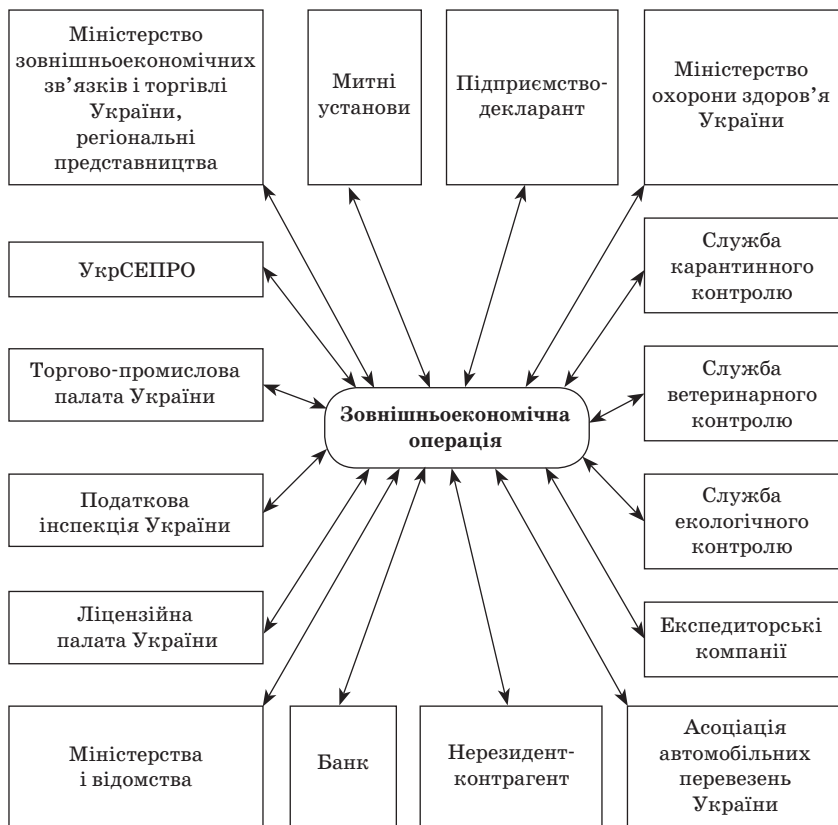 Міністерство
зовнішньоекономічних
зв’язків і торгівлі
України,
регіональні
представництва
Митні
установи
Підприємство-
декларант
Міністерство
охорони здоров’я
України
УкрСЕПРО
Служба
карантинного
контролю
Торгово-промислова
палата України
Зовнішньоекономічна
операція
Служба
ветеринарного
контролю
Податкова
інспекція України
Служба
екологічного
контролю
Ліцензійна
палата України
Експедиторські
компанії
Міністерства
і відомства
Банк
Нерезидент-
контрагент
Асоціація
автомобільних
перевезень
України